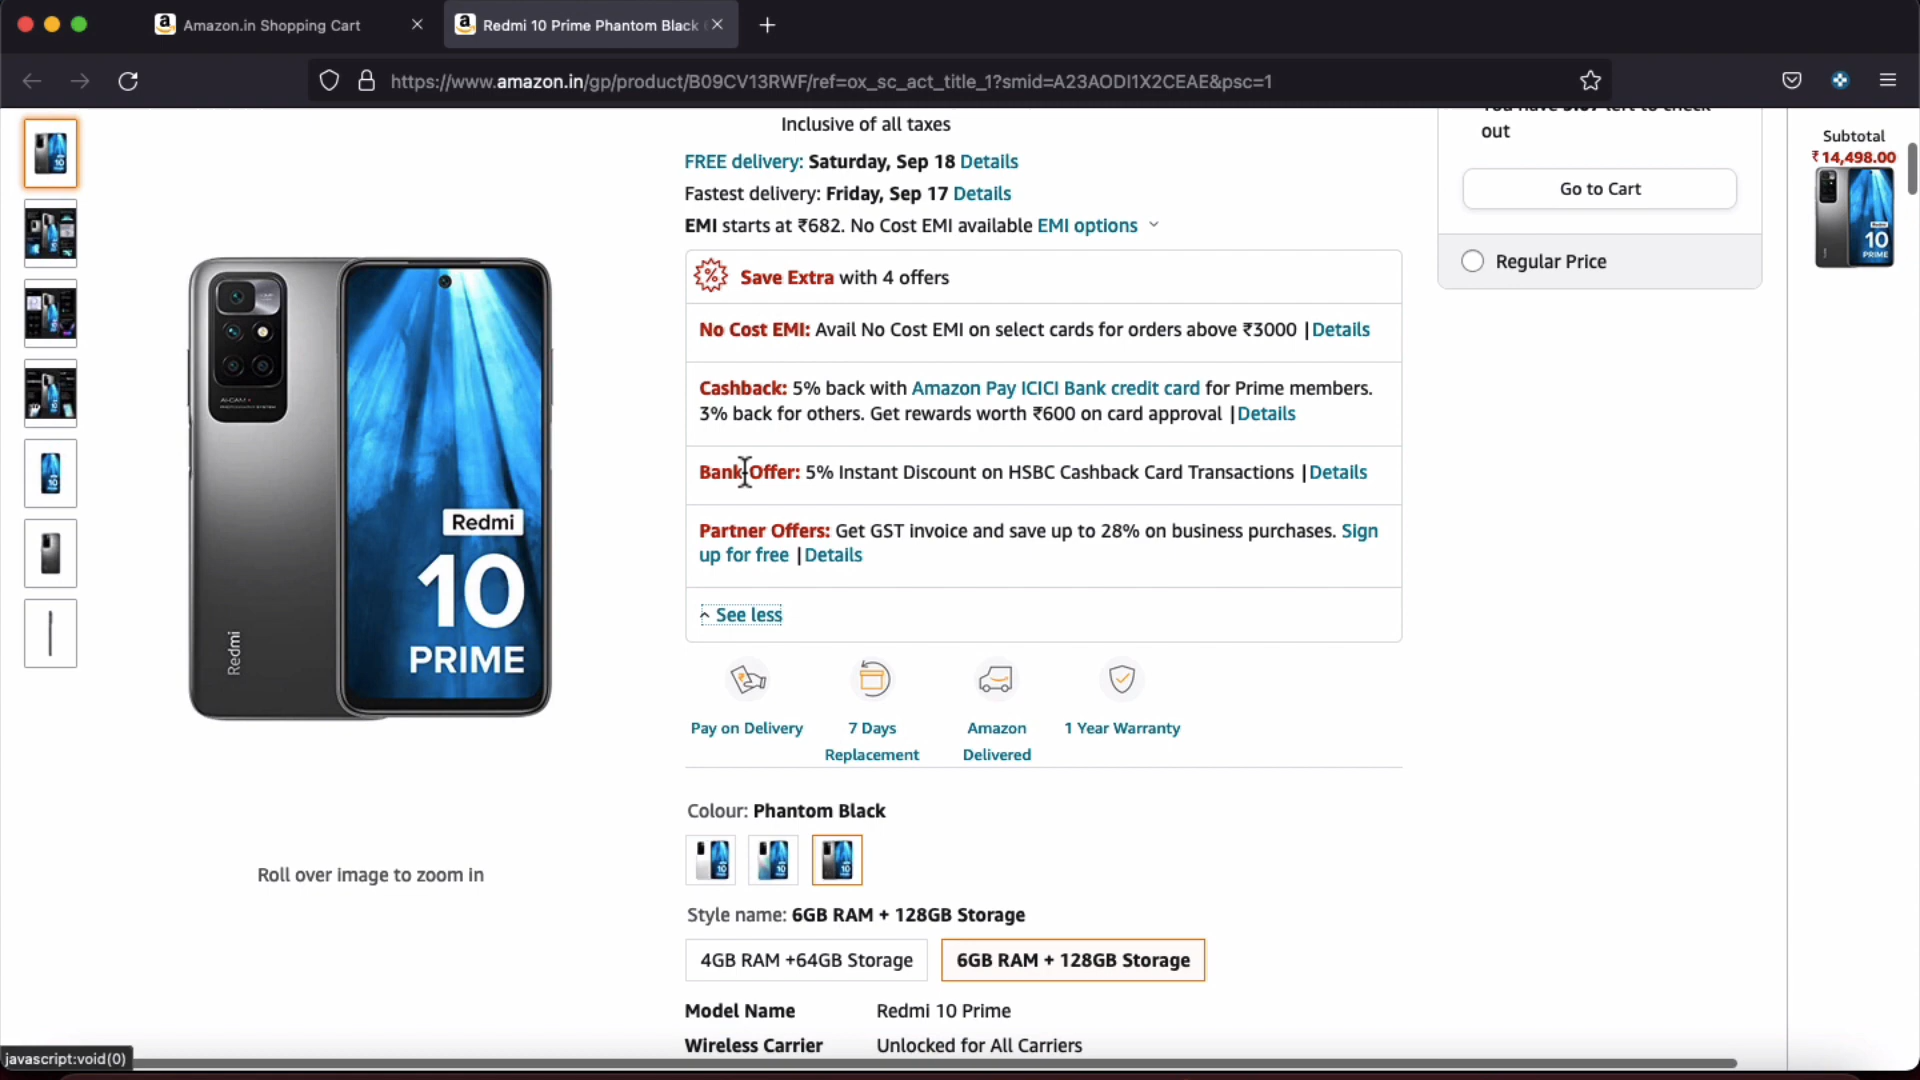 Amazon.in Shopping Cart
Redmi 10 Prime Phantom Black
https://www.amazon.in/gp/product/B09CV13RWF/ref=ox_sc_act_title_1?smid=A23AODI1X2CEAE&psc=1
Inclusive of all taxes
FREE delivery: Saturday, Sep 18 Details
Fastest delivery: Friday, Sep 17 Details
EMI starts at ₹682. No Cost EMI available EMI options
Save Extra with 4 offers
No Cost EMI: Avail No Cost EMI on select cards for orders above ₹3000 |Details
Cashback: 5% back with Amazon Pay ICICI Bank credit card for Prime members.
3% back for others. Get rewards worth ₹600 on card approval |Details
Bank Offer: 5% Instant Discount on HSBC Cashback Card Transactions |Details
Partner Offers: Get GST invoice and save up to 28% on business purchases. Sign
up for free |Details
See less
Pay on Delivery
7 Days
Replacement
Amazon
Delivered
1 Year Warranty
Colour: Phantom Black
Style name: 6GB RAM + 128GB Storage
4GB RAM +64GB Storage
6GB RAM + 128GB Storage
Model Name Redmi 10 Prime
Wireless Carrier Unlocked for All Carriers
Redmi
Redmi
10
PRIME
Roll over image to zoom in
out
Go to Cart
Regular Price
Subtotal
₹14,498.00
10
PRIME
javascript:void(0)